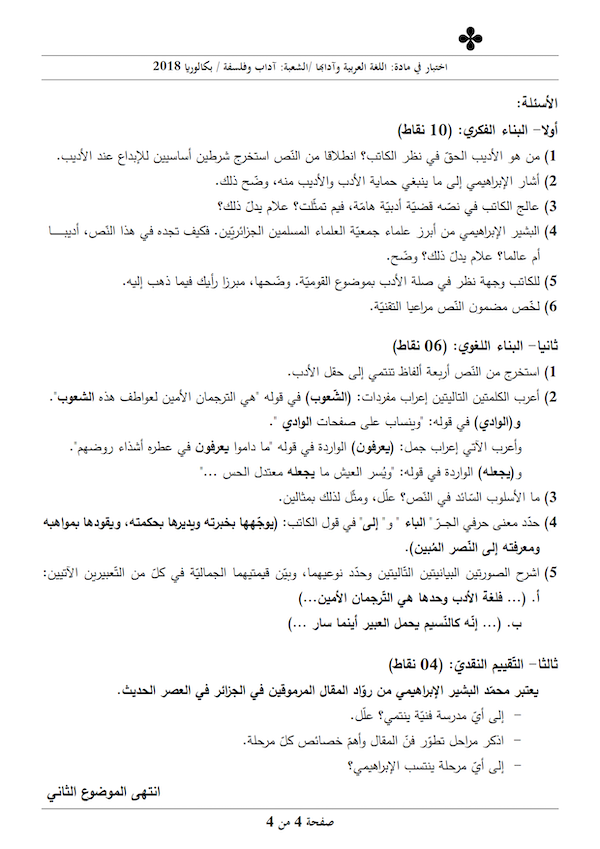 اختبار في مادة: اللغة العربية وآدابها /الشعبة: آداب وفلسفة / بكالوريا 2018
الأسئلة:
أولا- البناء الفكري: (10 نقاط)
1) من هو الأديب الحقّ في نظر الكاتب؟ انطلاقا من النّص استخرج شرطين أساسيين للإبداع عند الأديب.
2) أشار الإبراهيمي إلى ما ينبغي حماية الأدب والأديب منه، وضّح ذلك.
3) عالج الكاتب في نصّه قضيّة أدبيّة هامّة، فيم تمثّلت؟ علام يدلّ ذلك؟
4) البشير الإبراهيمي من أبرز علماء جمعيّة العلماء المسلمين الجزائريّين. فكيف تجده في هذا النّص، أديبـــا
أم عالما؟ علام يدلّ ذلك؟ وضّح.
5) للكاتب وجهة نظر في صلة الأدب بموضوع القوميّة. وضّحها، مبرزا رأيك فيما ذهب إليه.
6) لخّص مضمون النّص مراعيا التقنيّة.
ثانيا- البناء اللغوي: (06 نقاط)
1) استخرج من النّص أربعة ألفاظ تنتمي إلى حقل الأدب.
2) أعرب الكلمتين التاليتين إعراب مفردات: (الشّعوب) في قوله "هي الترجمان الأمين لعواطف هذه الشعوب".
و(الوادي) في قوله: "وينساب على صفحات الوادي ".
وأعرب الآتي إعراب جمل: (يعرفون) الواردة في قوله "ما داموا يعرفون في عطره أشذاء روضهم".
و(يجعله) الواردة في قوله: "ويُسر العيش ما يجعله معتدل الحس ..."
3) ما الأسلوب السّائد في النّص؟ علّل، ومثّل لذلك بمثالين.
4) حدّد معنى حرفي الجـرّ" الباء " و" إلى" في قول الكاتب: (يوجّهها بخبرته ويديرها بحكمته، ويقودها بمواهبه
ومعرفته إلى النّصر المُبين).
5) اشرح الصورتين البيانيتين التّاليتين وحدّد نوعيهما، وبيّن قيمتيهما الجماليّة في كلّ من التّعبيرين الآتيين:
أ. (... فلغة الأدب وحدها هي التّرجمان الأمين...)
ب. (... إنّه كالنّسيم يحمل العبير أينما سار ...)
ثالثا- التّقييم النقديّ: (04 نقاط)
يعتبر محمّد البشير الإبراهيمي من روّاد المقال المرموقين في الجزائر في العصر الحديث.
- إلى أيّ مدرسة فنيّة ينتمي؟ علّل.
- اذكر مراحل تطوّر فنّ المقال وأهمّ خصائص كلّ مرحلة.
- إلى أيّ مرحلة ينتسب الإبراهيمي؟
انتهى الموضوع الثاني
صفحة 4 من 4